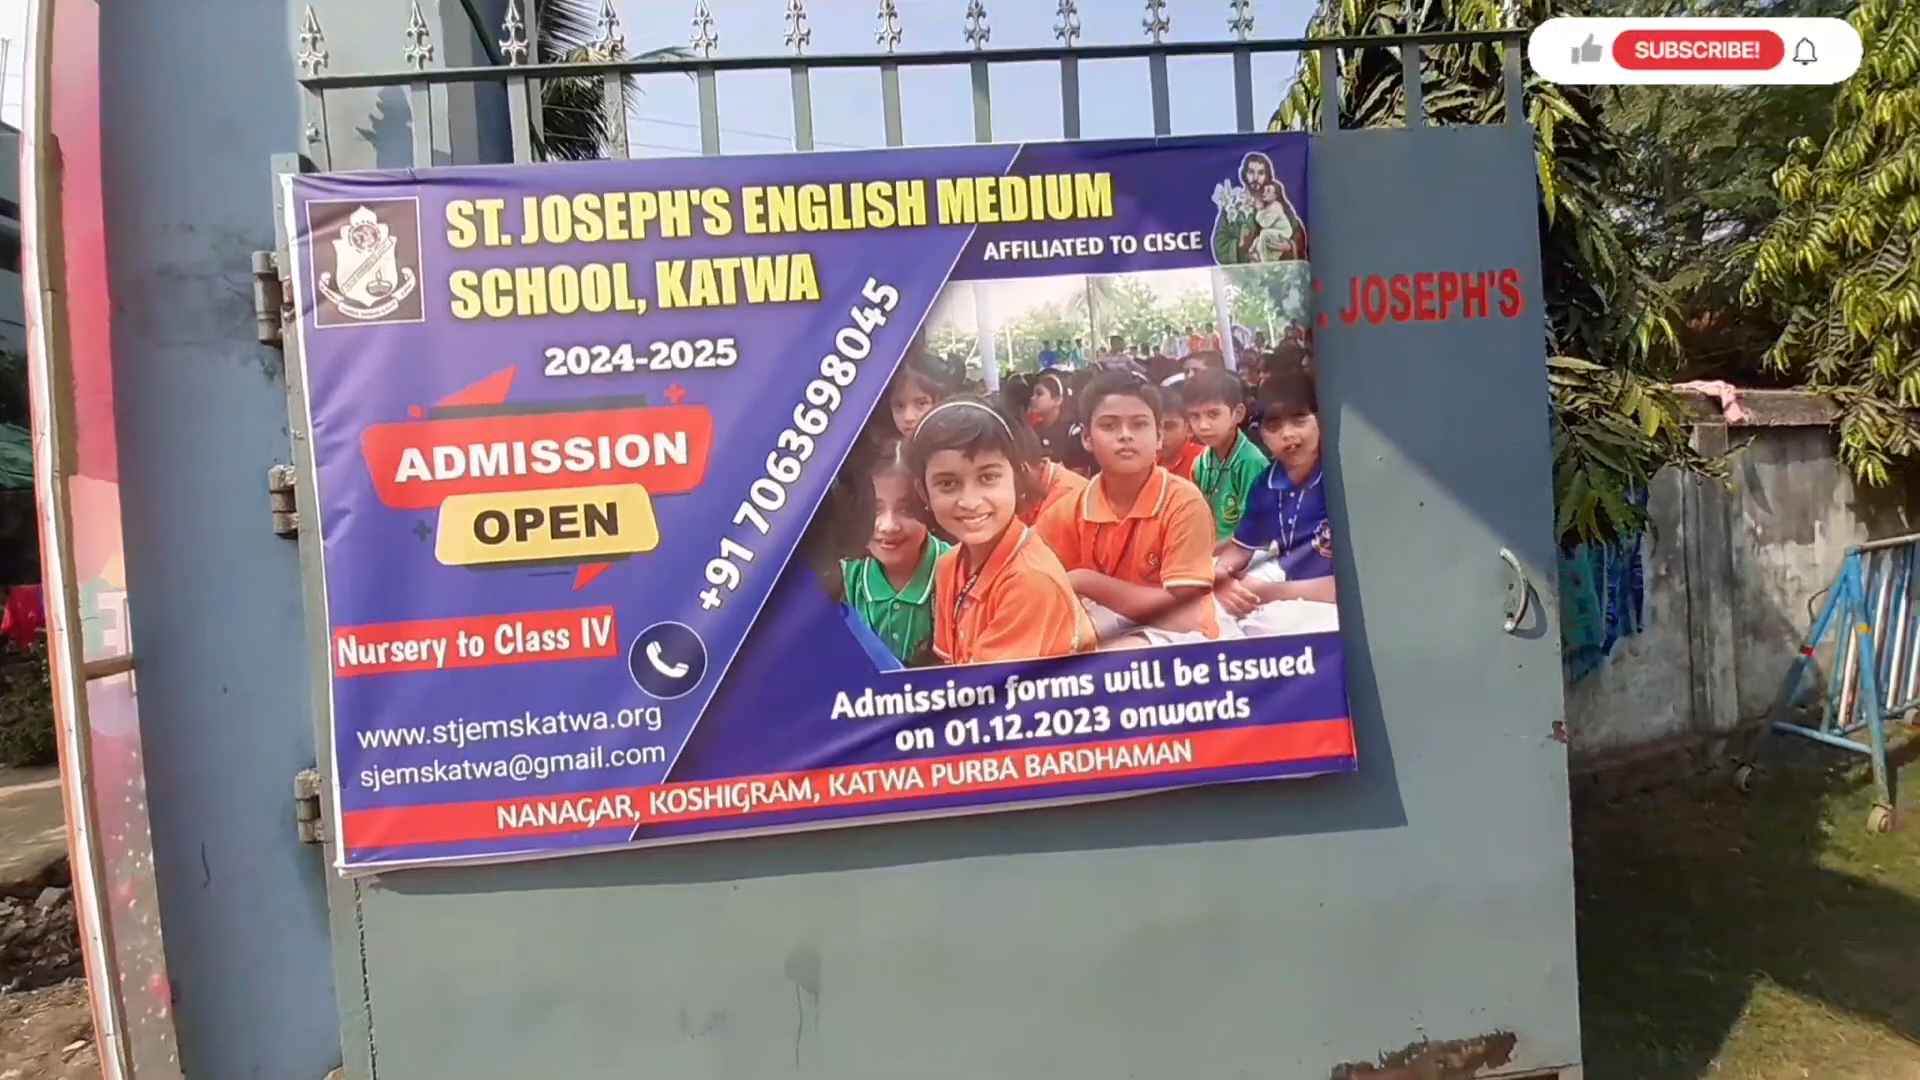 SUBSCRIBE!
ST. JOSEPH'S ENGLISH MEDIUM
SCHOOL, KATWA
AFFILIATED TO CISCE
2024-2025
ADMISSION
OPEN
+91 7063698045
Nursery to Class IV
www.stjemskatwa.org
sjemskatwa@gmail.com
Admission forms will be issued
on 01.12.2023 onwards
NANAGAR, KOSHIGRAM, KATWA PURBA BARDHAMAN
JOSEPH'S